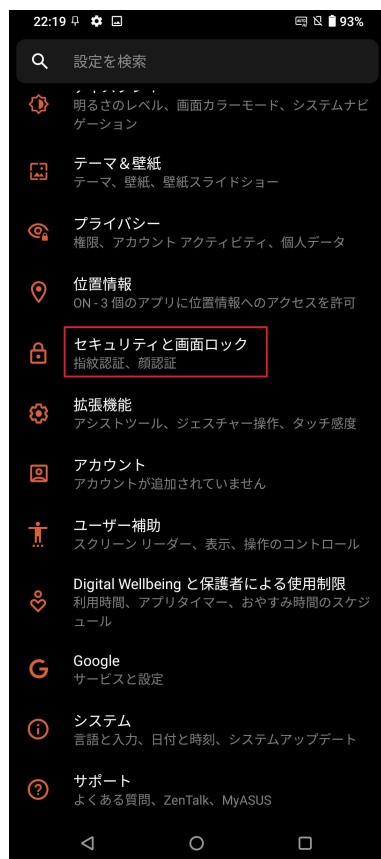 22:19
93%
設定を検索
明るさのレベル、画面カラーモード、システムナビ
ゲーション
テーマ＆壁紙
テーマ、壁紙、壁紙スライドショー
プライバシー
権限、アカウント アクティビティ、個人データ
位置情報
ON - 3 個のアプリに位置情報へのアクセスを許可
セキュリティと画面ロック
指紋認証、顔認証
拡張機能
アシストツール、ジェスチャー操作、タッチ感度
アカウント
アカウントが追加されていません
ユーザー補助
スクリーン リーダー、表示、操作のコントロール
Digital Wellbeing と保護者による使用制限
利用時間、アプリタイマー、おやすみ時間のスケジ
ュール
Google
サービスと設定
システム
言語と入力、日付と時刻、システムアップデート
サポート
よくある質問、ZenTalk、MyASUS